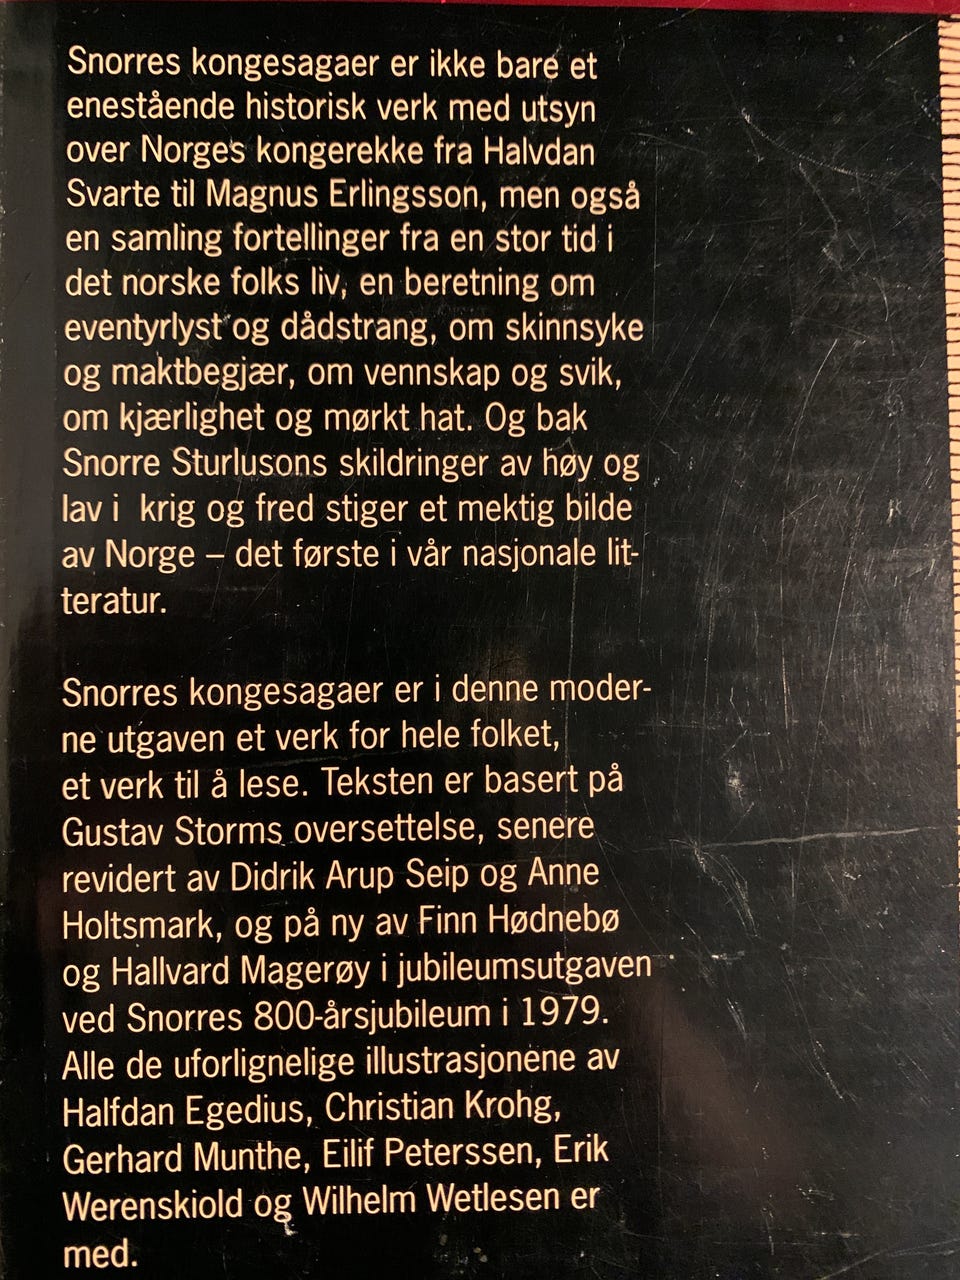 Snorres kongesagaer er ikke bare et
enestående historisk verk med utsyn
over Norges kongerekke fra Halvdan
Svarte til Magnus Erlingsson, men også
en samling fortellinger fra en stor tid i
det norske folks liv, en beretning om
eventyrlyst og dådstrang, om skinnsyke
og maktbegjær, om vennskap og svik,
om kjærlighet og mørkt hat. Og bak
Snorre Sturlusons skildringer av høy og
lav i krig og fred stiger et mektig bilde
av Norge – det første i vår nasjonale lit-
teratur.
Snorres kongesagaer er i denne moder-
ne utgaven et verk for hele folket,
et verk til å lese. Teksten er basert på
Gustav Storms oversettelse, senere
revidert av Didrik Arup Seip og Anne
Holtsmark, og på ny av Finn Hødnebø
og Hallvard Magerøy i jubileumsutgaven
ved Snorres 800-årsjubileum i 1979.
Alle de uforlignelige illustrasjonene av
Halfdan Egedius, Christian Krohg,
Gerhard Munthe, Eilif Peterssen, Erik
Werenskiold og Wilhelm Wetlesen er
med.